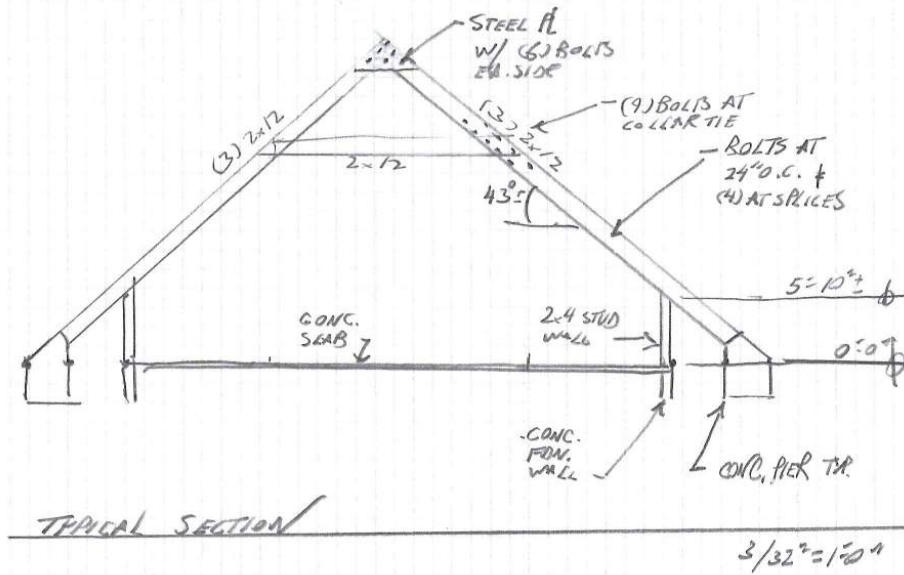 STEEL PL
W/ (6) BOLTS
EA. SIDE
(9) BOLTS AT
COLLAR TIE
(3) 2x12
(3) 2x12
2x12
BOLTS AT
24" O.C. &
(4) AT SPLICES
43°±
5'-10"±
CONC.
SLAB
2x4 STUD
WALL
0'-0"
CONC.
FDN.
WALL
CONC. PIER TYP.
TYPICAL SECTION
3/32"=1'-0"